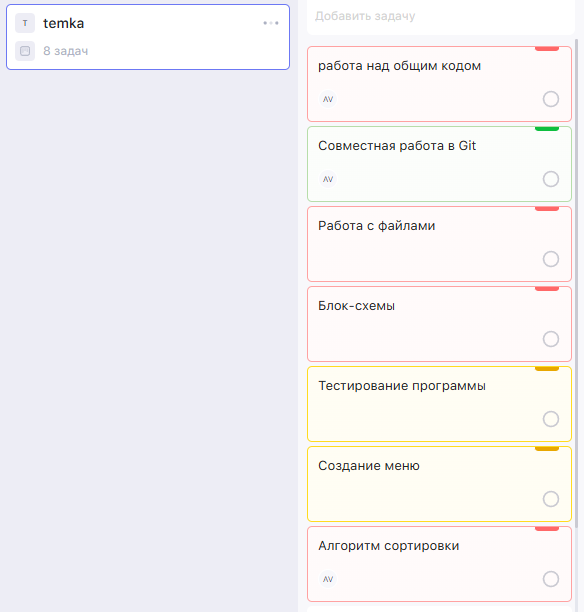 T temka
8 задач
Добавить задачу
работа над общим кодом
AV
Совместная работа в Git
AV
Работа с файлами
Блок-схемы
Тестирование программы
Создание меню
Алгоритм сортировки
AV